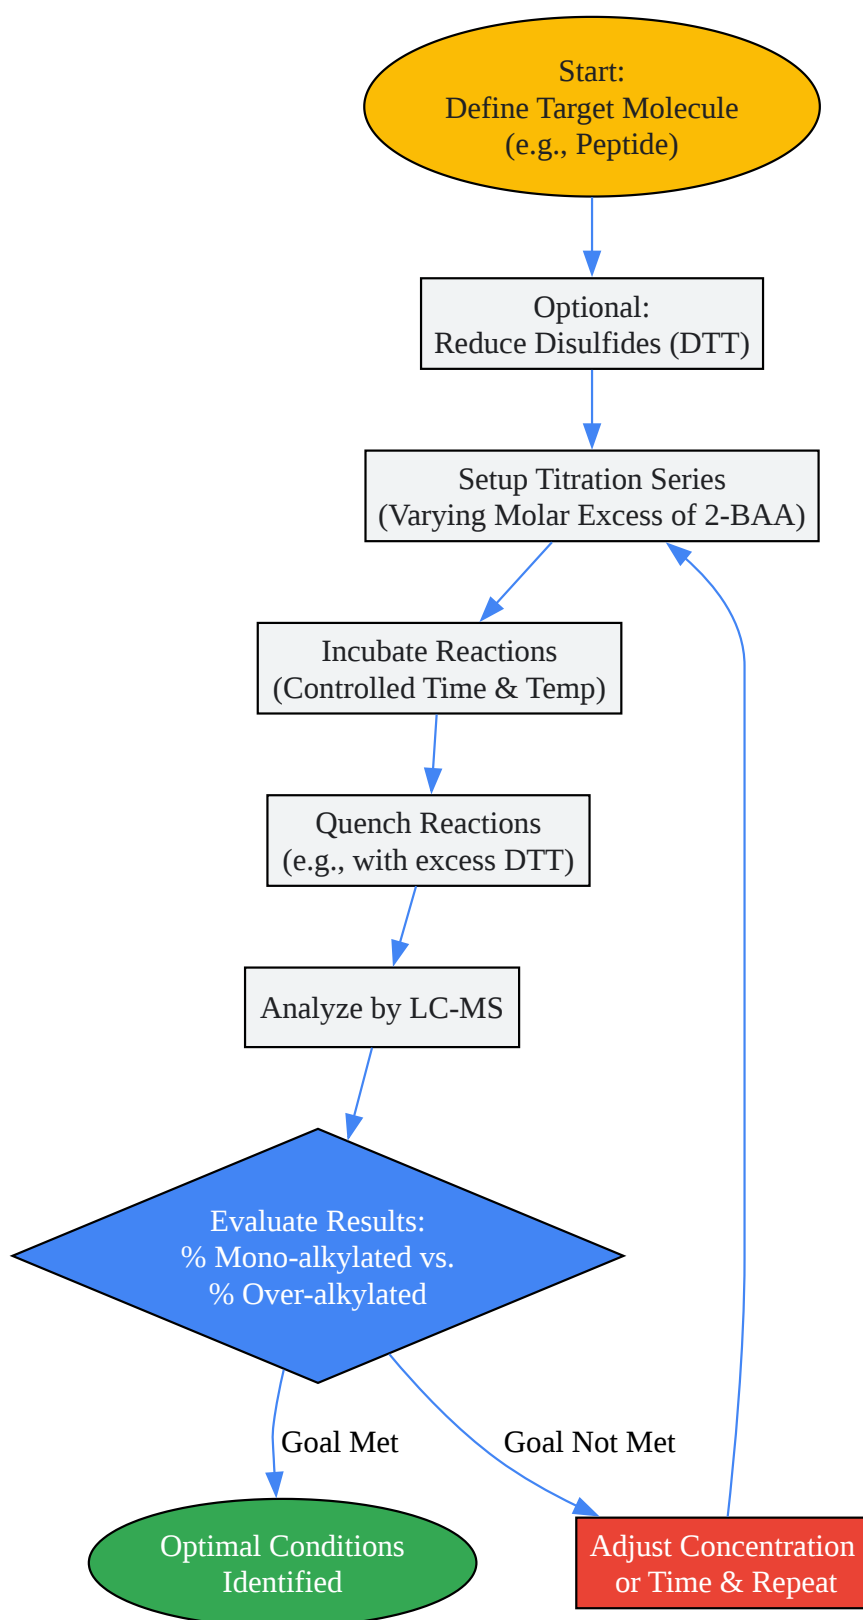 Start:
Define Target Molecule
(e.g., Peptide)
Optional:
Reduce Disulfides (DTT)
Setup Titration Series
(Varying Molar Excess of 2-BAA)
Incubate Reactions
(Controlled Time & Temp)
Quench Reactions
(e.g., with excess DTT)
Analyze by LC-MS
Evaluate Results:
% Mono-alkylated vs.
% Over-alkylated
Goal Met
Goal Not Met
Optimal Conditions
Identified
Adjust Concentration
or Time & Repeat